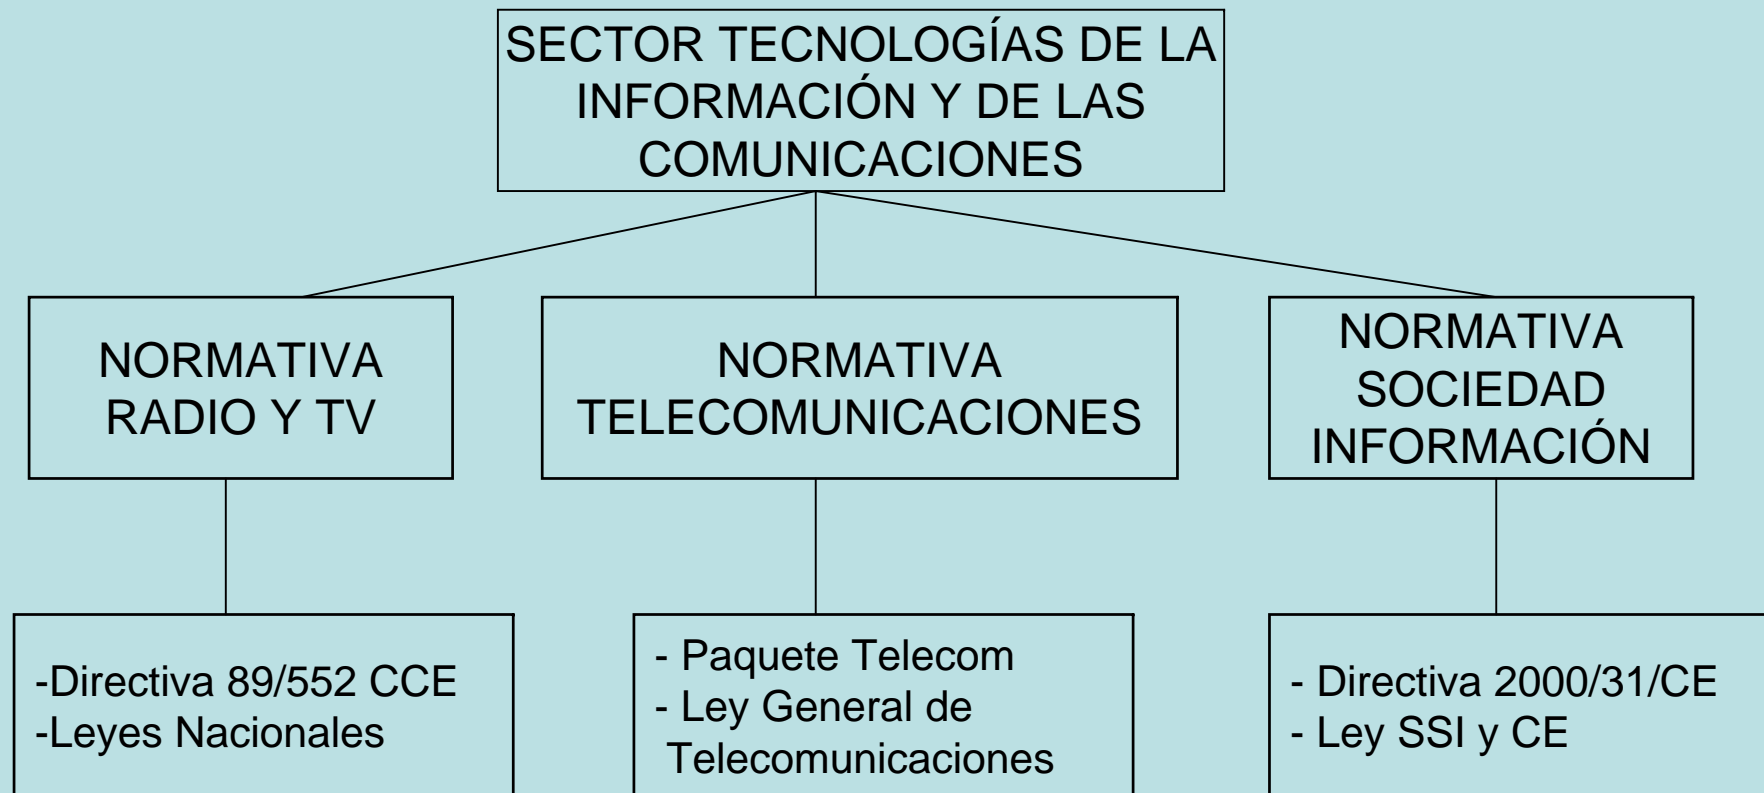 SECTOR TECNOLOGÍAS DE LA
INFORMACIÓN Y DE LAS
COMUNICACIONES
NORMATIVA
RADIO Y TV
NORMATIVA
TELECOMUNICACIONES
NORMATIVA
SOCIEDAD
INFORMACIÓN
-Directiva 89/552 CCE
-Leyes Nacionales
- Paquete Telecom
- Ley General de
Telecomunicaciones
- Directiva 2000/31/CE
- Ley SSI y CE